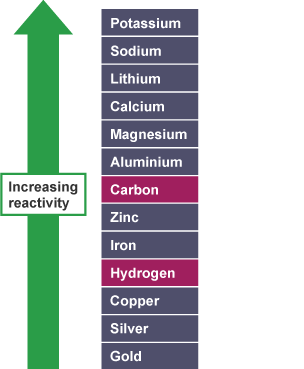 Potassium
Sodium
Lithium
Calcium
Magnesium
Aluminium
Increasing
reactivity
Carbon
Zinc
Iron
Hydrogen
Copper
Silver
Gold